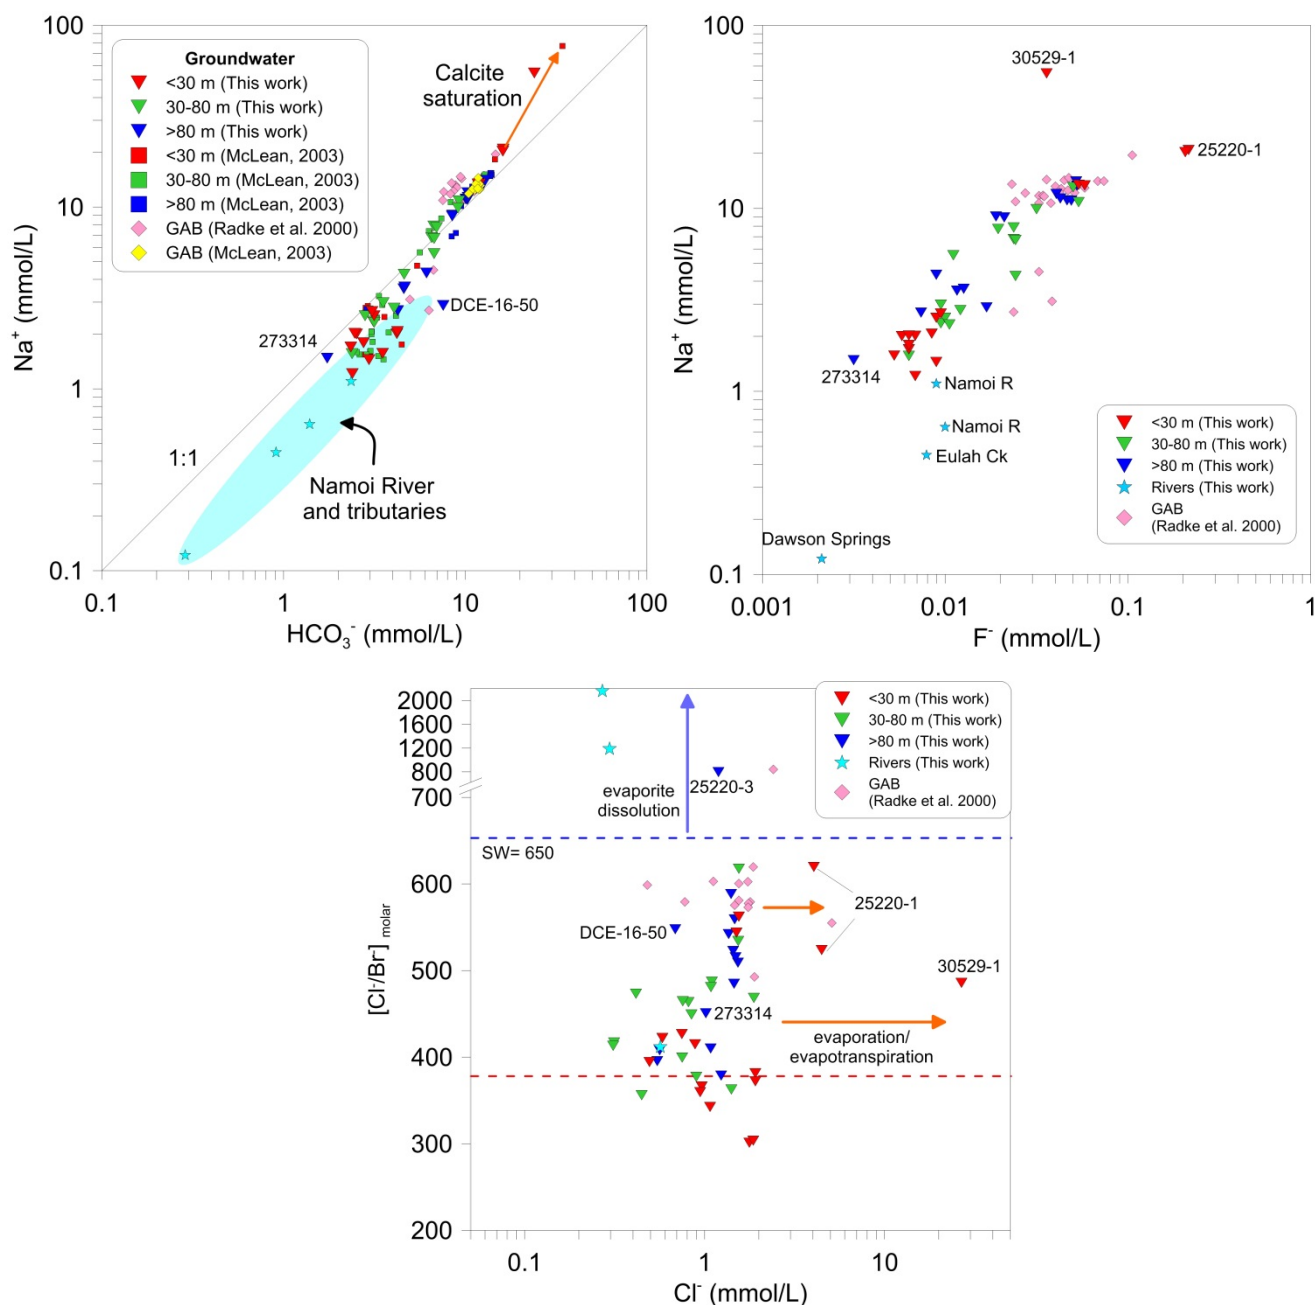 100
10
1
0.1
Na⁺ (mmol/L)
Groundwater
<30 m (This work)
30-80 m (This work)
>80 m (This work)
<30 m (McLean, 2003)
30-80 m (McLean, 2003)
>80 m (McLean, 2003)
GAB (Radke et al. 2000)
GAB (McLean, 2003)
Calcite
saturation
DCE-16-50
273314
1:1
Namoi River
and tributaries
0.1
1
10
100
HCO₃⁻ (mmol/L)
100
10
1
0.1
Na⁺ (mmol/L)
30529-1
25220-1
273314
Namoi R
Namoi R
Eulah Ck
Dawson Springs
<30 m (This work)
30-80 m (This work)
>80 m (This work)
Rivers (This work)
GAB
(Radke et al. 2000)
0.001
0.01
0.1
1
F⁻ (mmol/L)
2000
1600
1200
800
700
600
500
400
300
200
[Cl⁻/Br⁻] molar
<30 m (This work)
30-80 m (This work)
>80 m (This work)
Rivers (This work)
GAB
(Radke et al. 2000)
evaporite
dissolution
25220-3
SW= 650
25220-1
DCE-16-50
30529-1
273314
evaporation/
evapotranspiration
0.1
1
10
Cl⁻ (mmol/L)